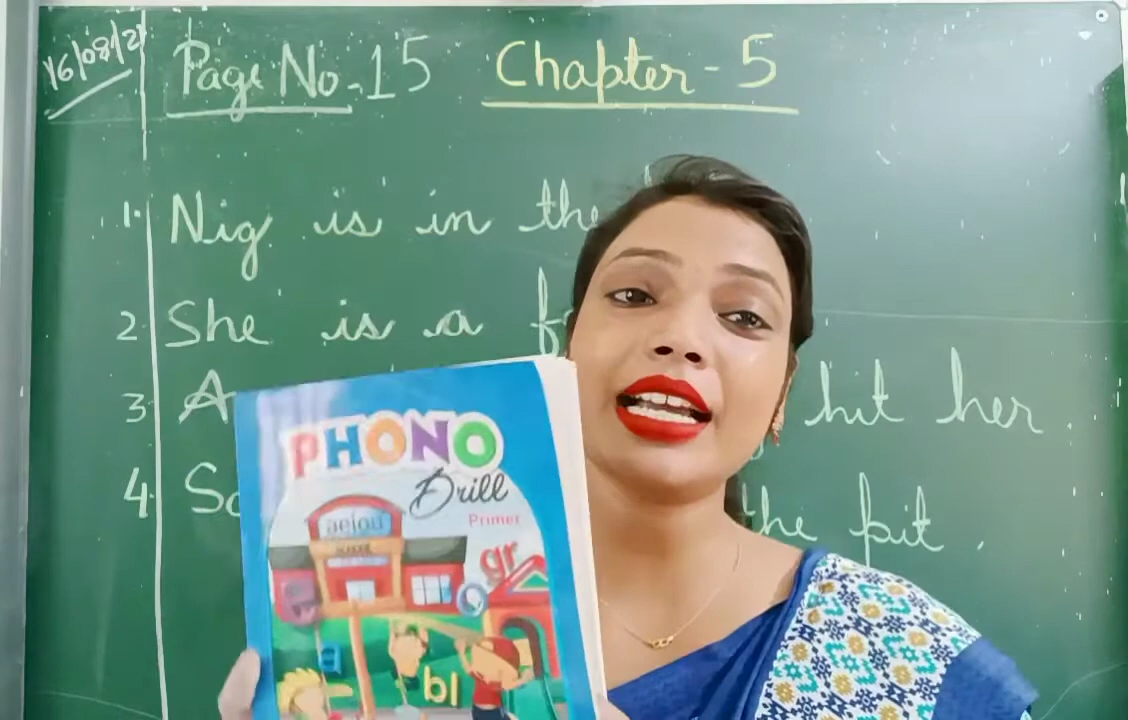 16/08/2
Page No.15 Chapter-5
1. Nig is in the
2. She is a
3. A hit her.
4. the pit.
PHONO
Drill
Primer
aeiou
gr
bl